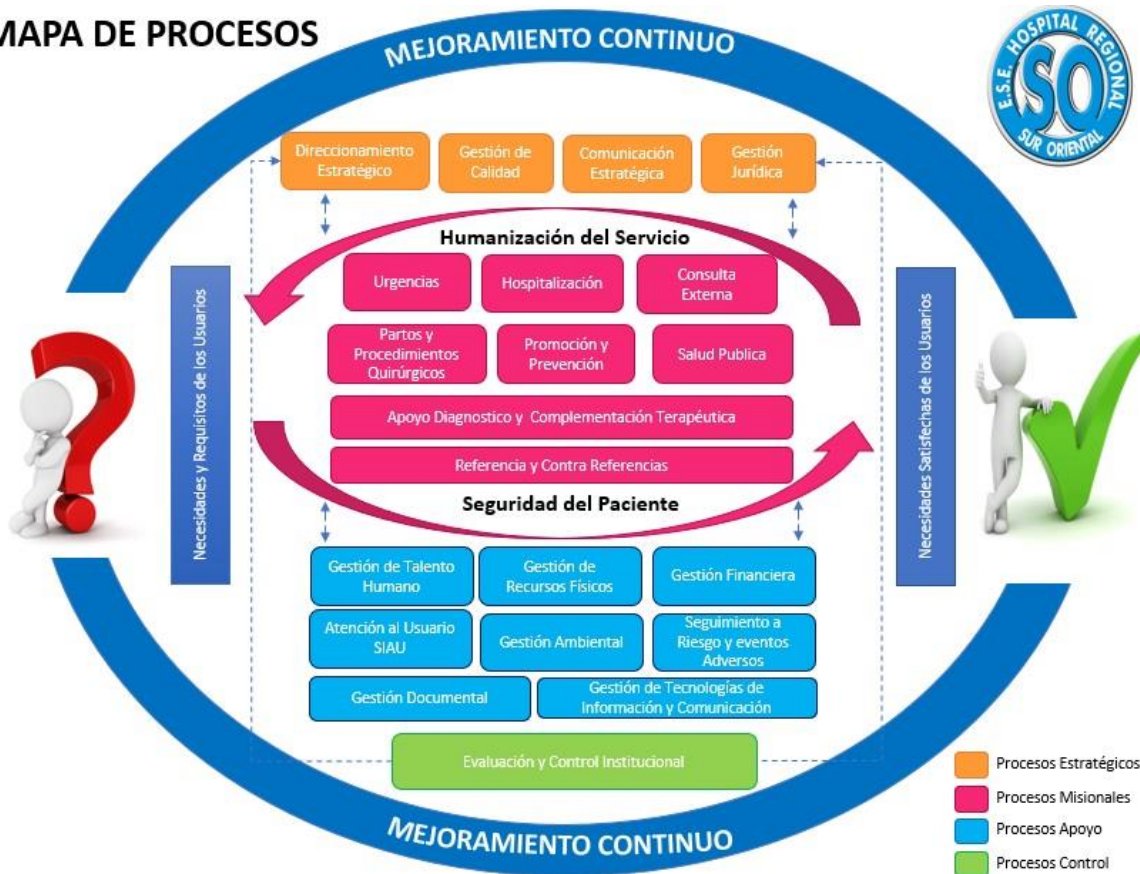 MAPA DE PROCESOS
MEJORAMIENTO CONTINUO
E.S.E. HOSPITAL REGIONAL
SO
SUR ORIENTAL
Direccionamiento
Estratégico
Gestión de
Calidad
Comunicación
Estratégica
Gestión
Jurídica
Humanización del Servicio
Urgencias
Hospitalización
Consulta
Externa
Partos y
Procedimientos
Quirúrgicos
Promoción y
Prevención
Salud Publica
Apoyo Diagnostico y Complementación Terapéutica
Referencia y Contra Referencias
Seguridad del Paciente
Necesidades y Requisitos de los Usuarios
Necesidades Satisfechas de los Usuarios
Gestión de Talento
Humano
Gestión de
Recursos Físicos
Gestión Financiera
Atención al Usuario
SIAU
Gestión Ambiental
Seguimiento a
Riesgo y eventos
Adversos
Gestión Documental
Gestión de Tecnologías de
Información y Comunicación
Evaluación y Control Institucional
MEJORAMIENTO CONTINUO
Procesos Estratégicos
Procesos Misionales
Procesos Apoyo
Procesos Control